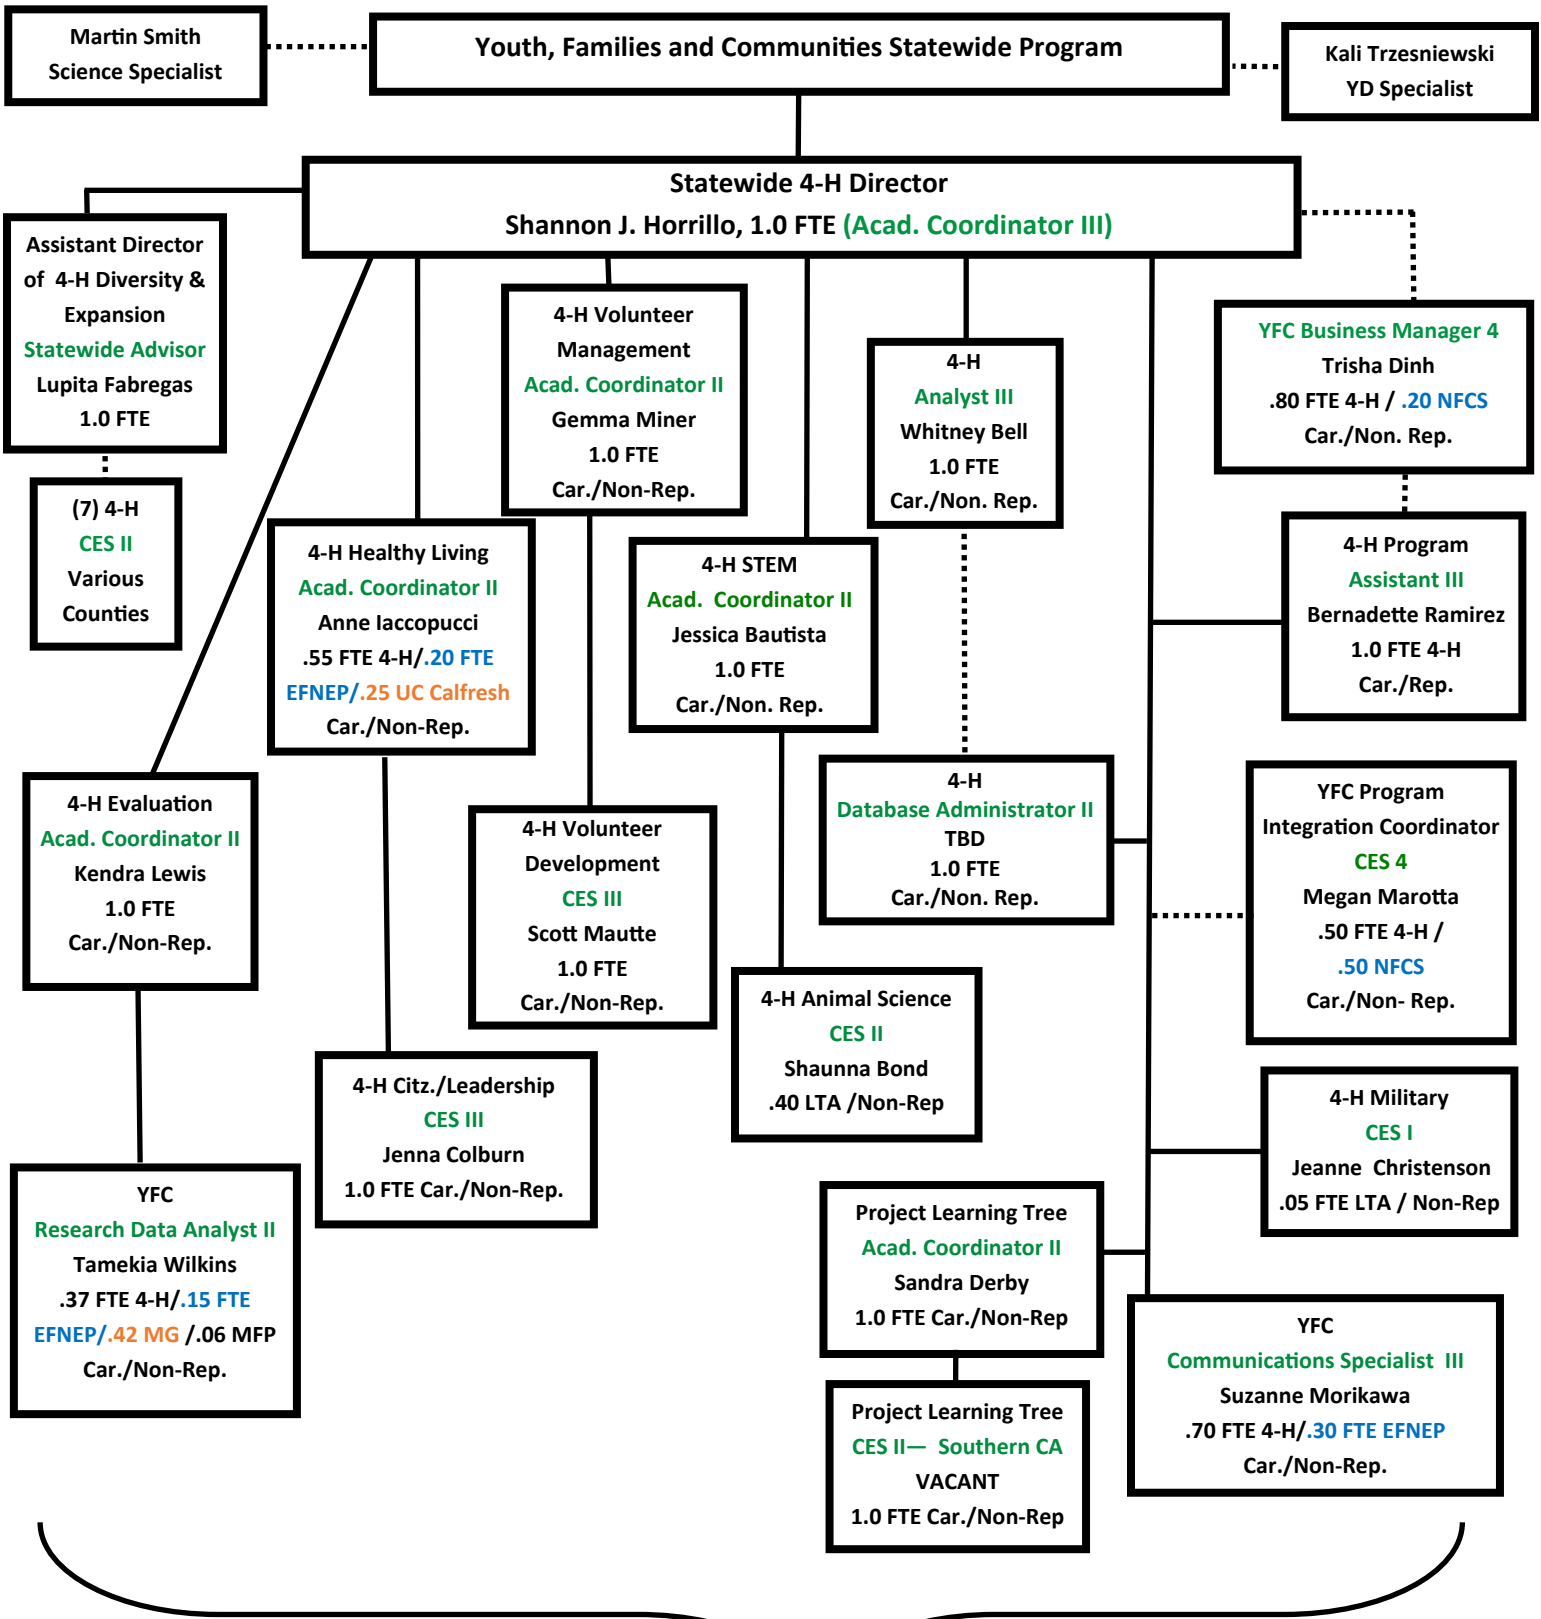 Martin Smith
Science Specialist
Youth, Families and Communities Statewide Program
Kali Trzesniewski
YD Specialist
Statewide 4-H Director
Shannon J. Horrillo, 1.0 FTE (Acad. Coordinator III)
Assistant Director
of 4-H Diversity &
Expansion
Statewide Advisor
Lupita Fabregas
1.0 FTE
(7) 4-H
CES II
Various
Counties
4-H Volunteer
Management
Acad. Coordinator II
Gemma Miner
1.0 FTE
Car./Non-Rep.
4-H
Analyst III
Whitney Bell
1.0 FTE
Car./Non. Rep.
YFC Business Manager 4
Trisha Dinh
.80 FTE 4-H / .20 NFCS
Car./Non. Rep.
4-H Healthy Living
Acad. Coordinator II
Anne Iaccopucci
.55 FTE 4-H/.20 FTE
EFNEP/.25 UC Calfresh
Car./Non-Rep.
4-H STEM
Acad. Coordinator II
Jessica Bautista
1.0 FTE
Car./Non. Rep.
4-H Program
Assistant III
Bernadette Ramirez
1.0 FTE 4-H
Car./Rep.
4-H Evaluation
Acad. Coordinator II
Kendra Lewis
1.0 FTE
Car./Non-Rep.
4-H Volunteer
Development
CES III
Scott Mautte
1.0 FTE
Car./Non-Rep.
4-H
Database Administrator II
TBD
1.0 FTE
Car./Non. Rep.
YFC Program
Integration Coordinator
CES 4
Megan Marotta
.50 FTE 4-H /
.50 NFCS
Car./Non- Rep.
4-H Animal Science
CES II
Shaunna Bond
.40 LTA /Non-Rep
4-H Citz./Leadership
CES III
Jenna Colburn
1.0 FTE Car./Non-Rep.
4-H Military
CES I
Jeanne Christenson
.05 FTE LTA / Non-Rep
YFC
Research Data Analyst II
Tamekia Wilkins
.37 FTE 4-H/.15 FTE
EFNEP/.42 MG /.06 MFP
Car./Non-Rep.
Project Learning Tree
Acad. Coordinator II
Sandra Derby
1.0 FTE Car./Non-Rep
YFC
Communications Specialist III
Suzanne Morikawa
.70 FTE 4-H/.30 FTE EFNEP
Car./Non-Rep.
Project Learning Tree
CES II— Southern CA
VACANT
1.0 FTE Car./Non-Rep